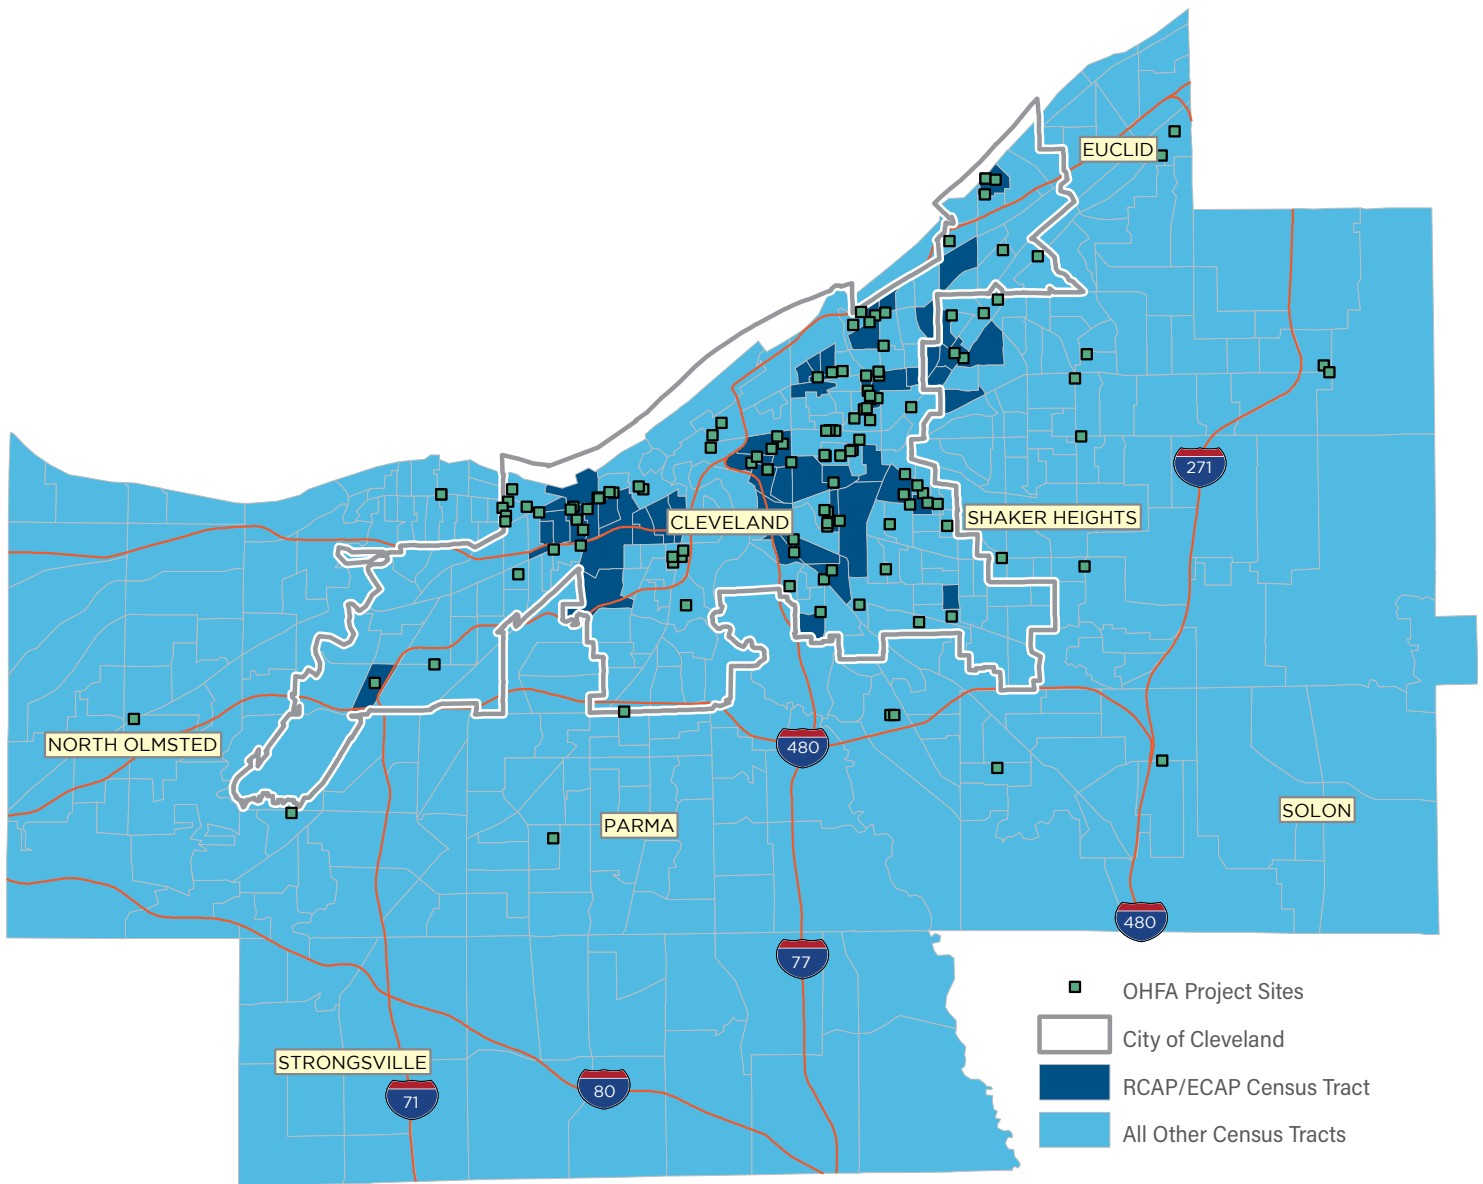 EUCLID
271
CLEVELAND
SHAKER HEIGHTS
NORTH OLMSTED
480
SOLON
PARMA
480
77
OHFA Project Sites
City of Cleveland
STRONGSVILLE
RCAP/ECAP Census Tract
71
80
All Other Census Tracts